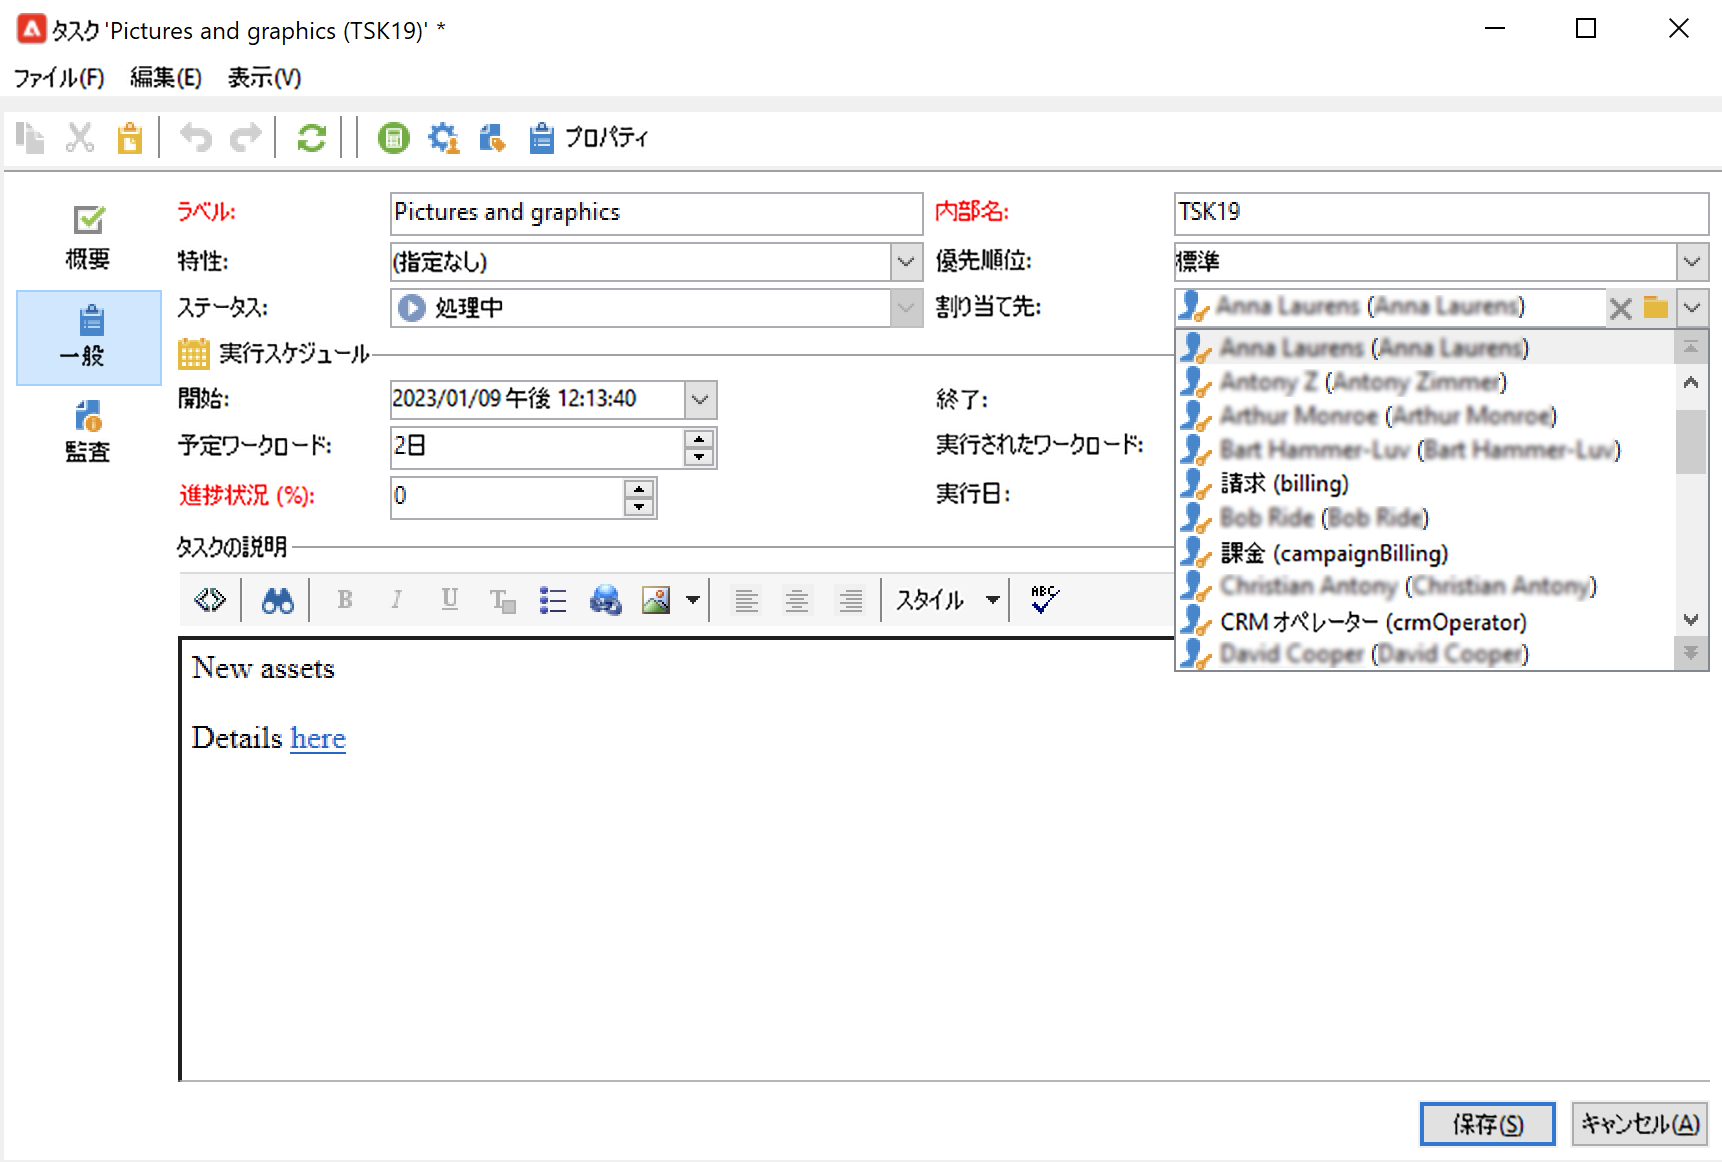 タスク 'Pictures and graphics (TSK19)' *
ファイル(F) 編集(E) 表示(V)
プロパティ
概要
一般
監査
ラベル: Pictures and graphics 内部名: TSK19
特性: (指定なし) 優先順位: 標準
ステータス: 処理中 割り当て先: Anna Laurens (Anna Laurens)
実行スケジュール
開始: 2023/01/09 午後 12:13:40 終了:
予定ワークロード: 2日 実行されたワークロード:
進捗状況 (%): 0 実行日:
Anna Laurens (Anna Laurens)
Antony Z (Antony Zimmer)
Arthur Monroe (Arthur Monroe)
Bart Hammer-Luv (Bart Hammer-Luv)
請求 (billing)
Bob Ride (Bob Ride)
課金 (campaignBilling)
Christian Antony (Christian Antony)
CRM オペレーター (crmOperator)
David Cooper (David Cooper)
タスクの説明
B I U T スタイル ABC
New assets
Details here
保存(S) キャンセル(A)